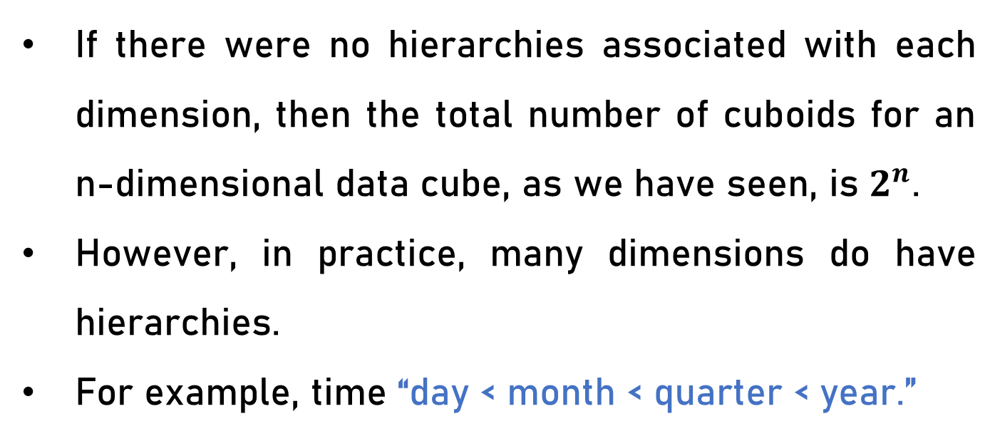 • If there were no hierarchies associated with each
dimension, then the total number of cuboids for an
n-dimensional data cube, as we have seen, is 2ⁿ.
• However, in practice, many dimensions do have
hierarchies.
• For example, time “day < month < quarter < year.”